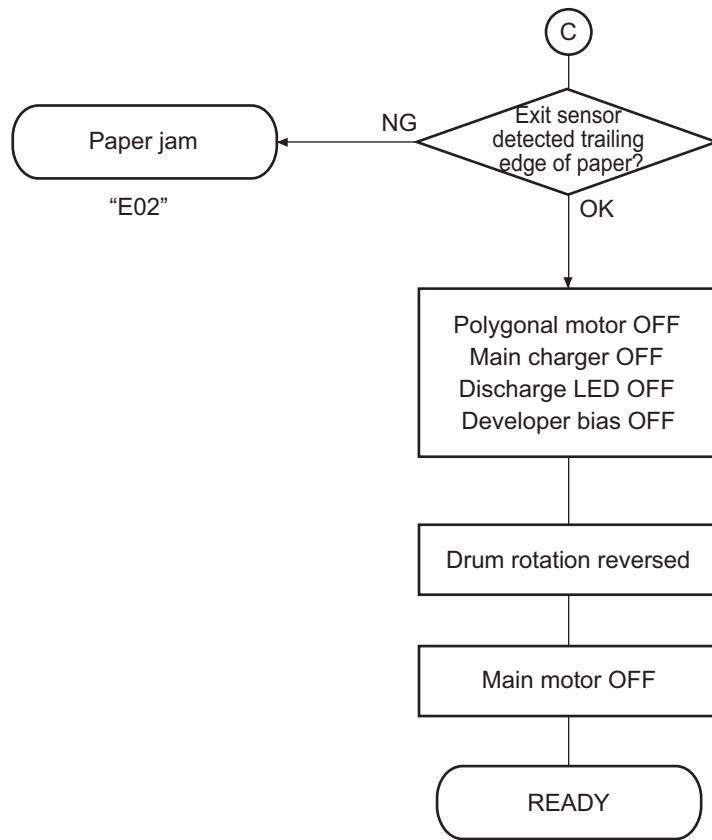 C
Exit sensor
detected trailing
edge of paper?
NG
Paper jam
“E02”
OK
Polygonal motor OFF
Main charger OFF
Discharge LED OFF
Developer bias OFF
Drum rotation reversed
Main motor OFF
READY